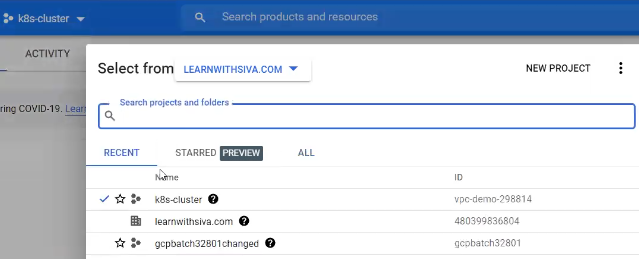 k8s-cluster
Search products and resources
ACTIVITY
ring COVID-19. Learn
Select from LEARNWITHSIVA.COM NEW PROJECT
Search projects and folders
RECENT STARRED PREVIEW ALL
Name ID
k8s-cluster vpc-demo-298814
learnwithsiva.com 480399836804
gcpbatch32801changed gcpbatch32801